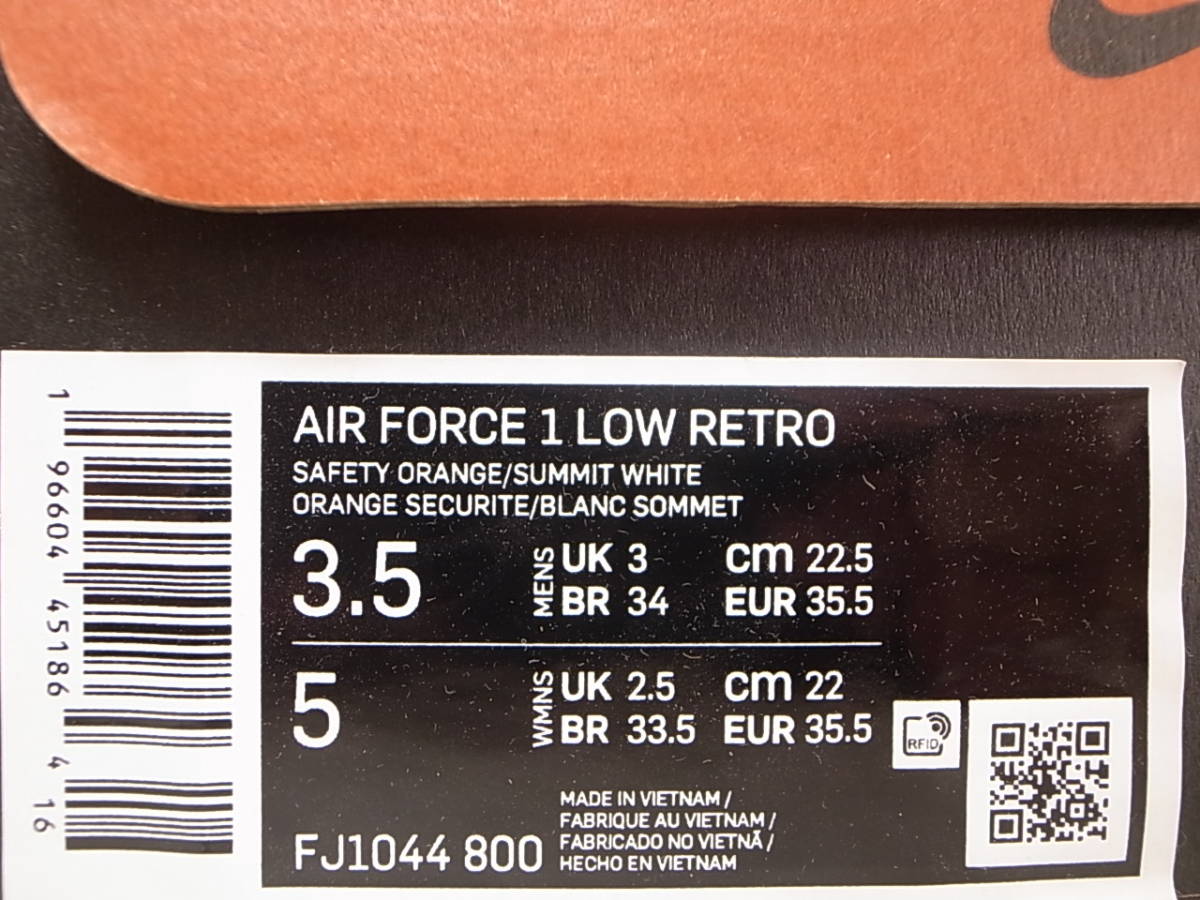 AIR FORCE 1 LOW RETRO
SAFETY ORANGE/SUMMIT WHITE
ORANGE SECURITE/BLANC SOMMET
3.5 MENS UK 3 cm 22.5
BR 34 EUR 35.5
5 WMNS UK 2.5 cm 22
BR 33.5 EUR 35.5
RFID
MADE IN VIETNAM /
FABRIQUE AU VIETNAM /
FABRICADO NO VIETNÃ /
HECHO EN VIETNAM
FJ1044 800
1 96604 45186 4 16